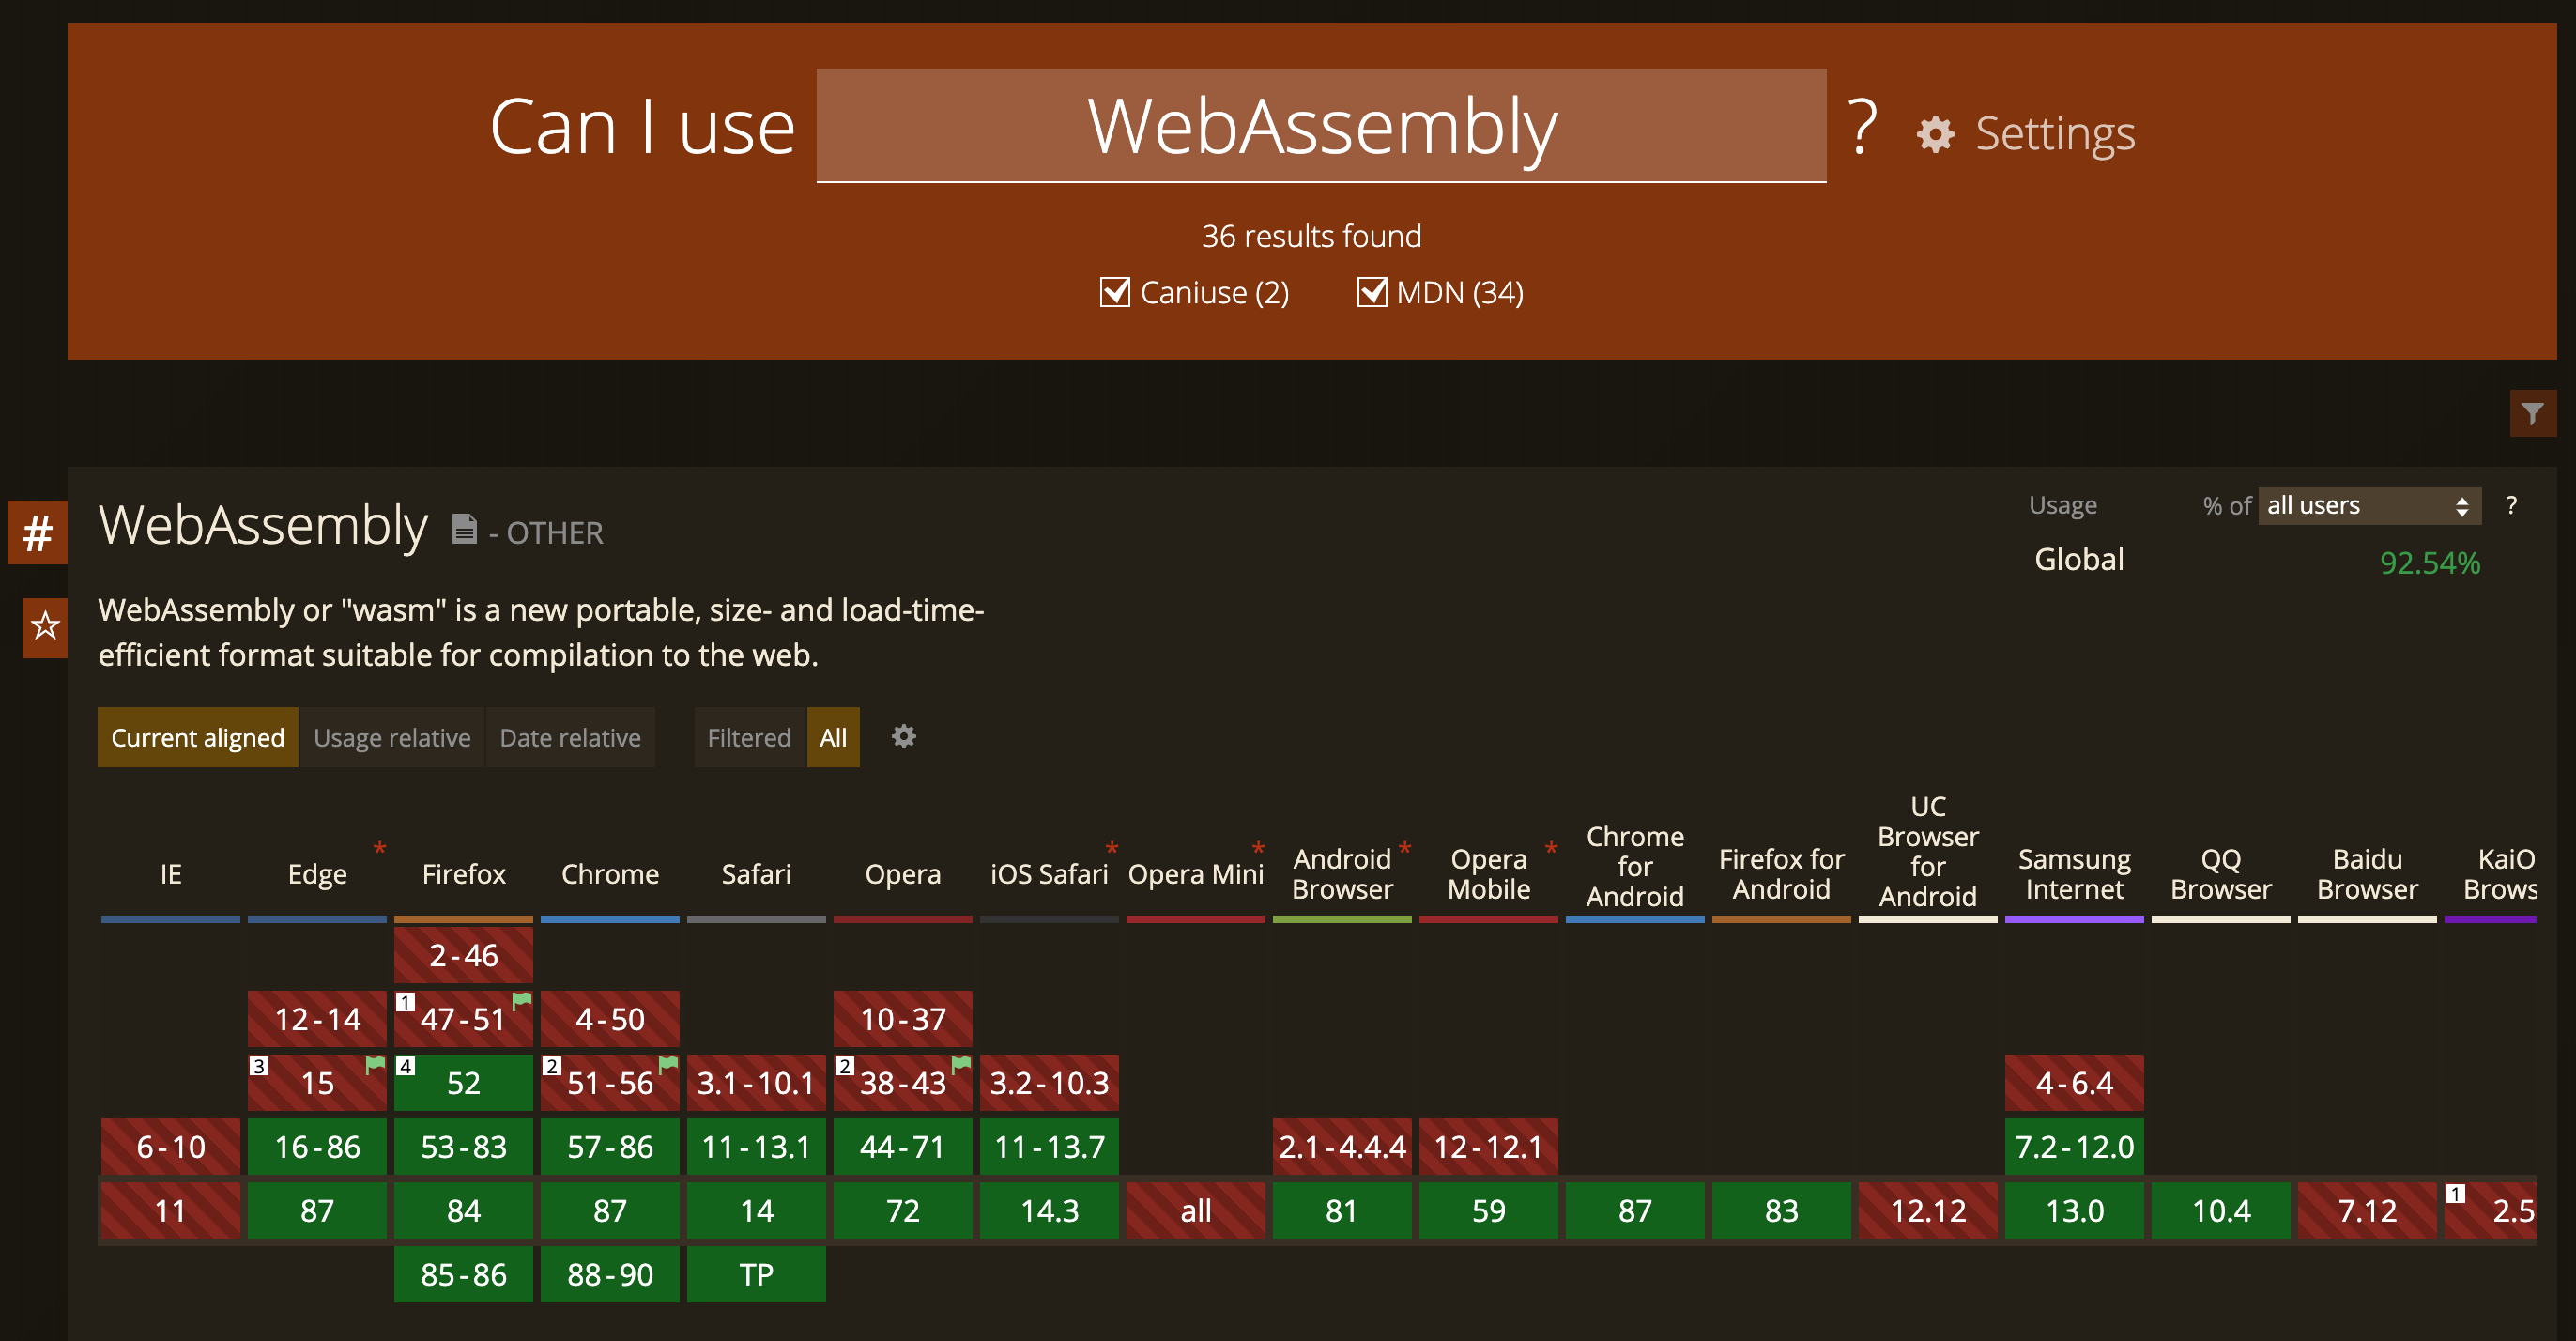 Can I use WebAssembly ? Settings
36 results found
Caniuse (2) MDN (34)
# WebAssembly - OTHER
Usage % of all users ?
Global 92.54%
WebAssembly or "wasm" is a new portable, size- and load-time-
efficient format suitable for compilation to the web.
Current aligned Usage relative Date relative Filtered All
IE Edge * Firefox Chrome Safari Opera iOS Safari * Opera Mini * Android Browser * Opera Mobile * Chrome for Android Firefox for Android UC Browser for Android Samsung Internet QQ Browser Baidu Browser KaiO Brows
2-46
12-14 1 47-51 4-50 10-37
3 15 4 52 2 51-56 3.1-10.1 2 38-43 3.2-10.3 4-6.4
6-10 16-86 53-83 57-86 11-13.1 44-71 11-13.7 2.1-4.4.4 12-12.1 7.2-12.0
11 87 84 87 14 72 14.3 all 81 59 87 83 12.12 13.0 10.4 7.12 1 2.5
85-86 88-90 TP